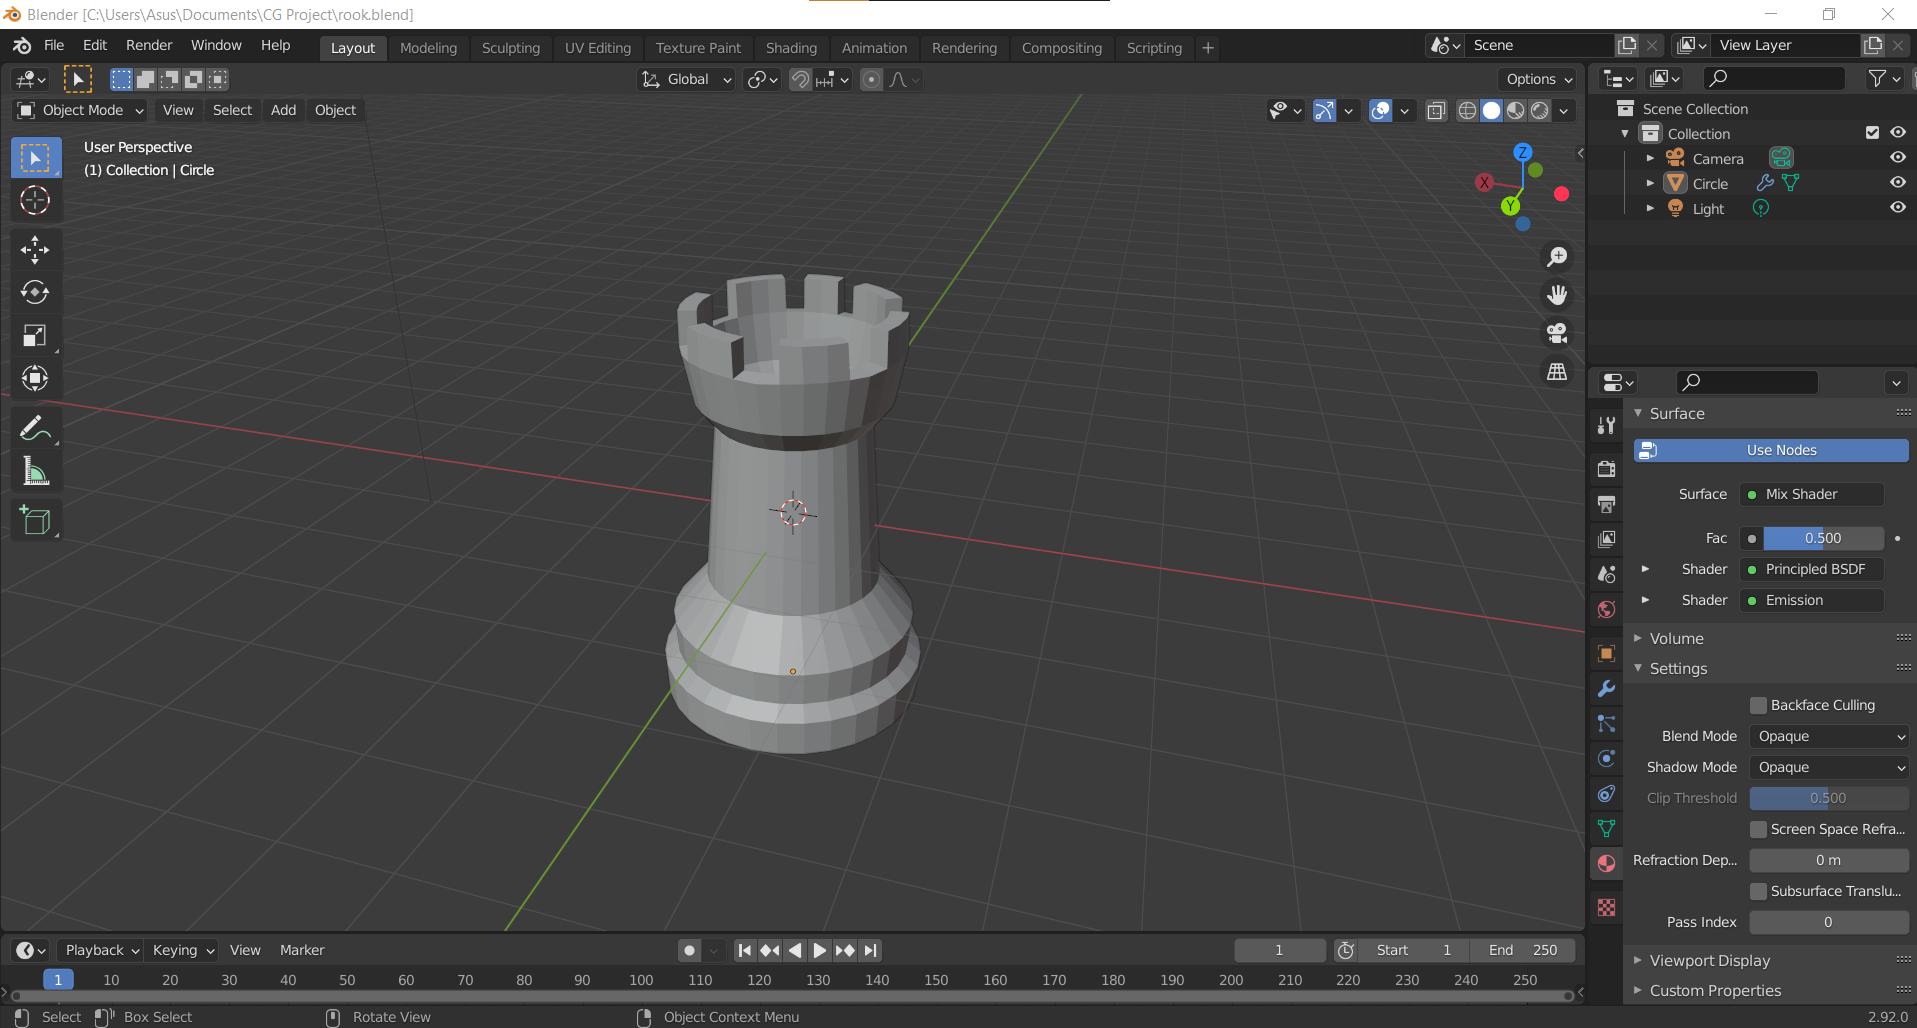 Blender [C:\Users\Asus\Documents\CG Project\rook.blend]
File Edit Render Window Help Layout Modeling Sculpting UV Editing Texture Paint Shading Animation Rendering Compositing Scripting + Scene View Layer
Global Options
Object Mode View Select Add Object
User Perspective
(1) Collection | Circle
Z
X
Y
Scene Collection
Collection
Camera
Circle
Light
Surface
Use Nodes
Surface Mix Shader
Fac 0.500
Shader Principled BSDF
Shader Emission
Volume
Settings
Backface Culling
Blend Mode Opaque
Shadow Mode Opaque
Clip Threshold 0.500
Screen Space Refra...
Refraction Dep... 0 m
Subsurface Translu...
Pass Index 0
Viewport Display
Custom Properties
Playback Keying View Marker 1 Start 1 End 250
1 10 20 30 40 50 60 70 80 90 100 110 120 130 140 150 160 170 180 190 200 210 220 230 240 250
Select Box Select Rotate View Object Context Menu 2.92.0